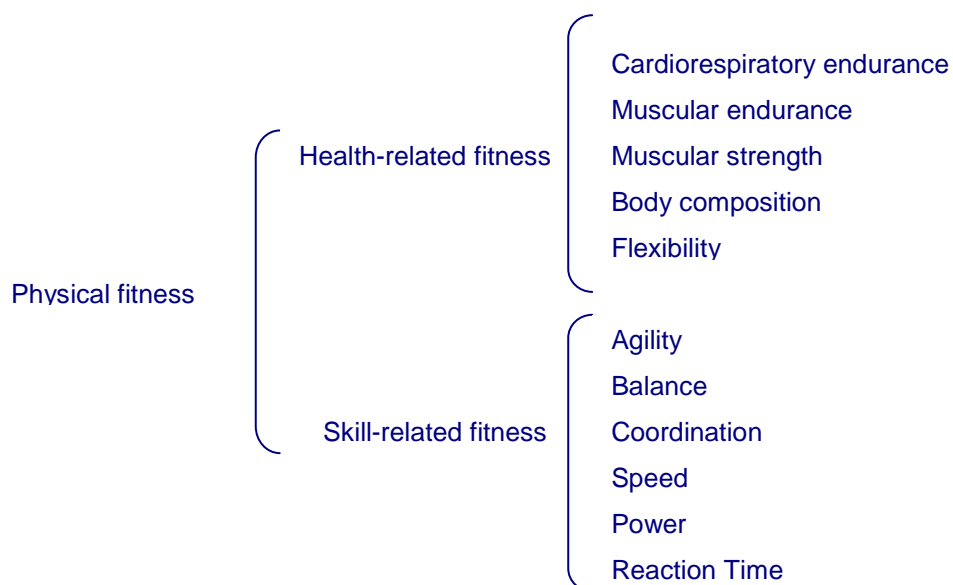 Cardiorespiratory endurance
Muscular endurance
Health-related fitness
Muscular strength
Body composition
Flexibility
Physical fitness
Agility
Balance
Skill-related fitness
Coordination
Speed
Power
Reaction Time